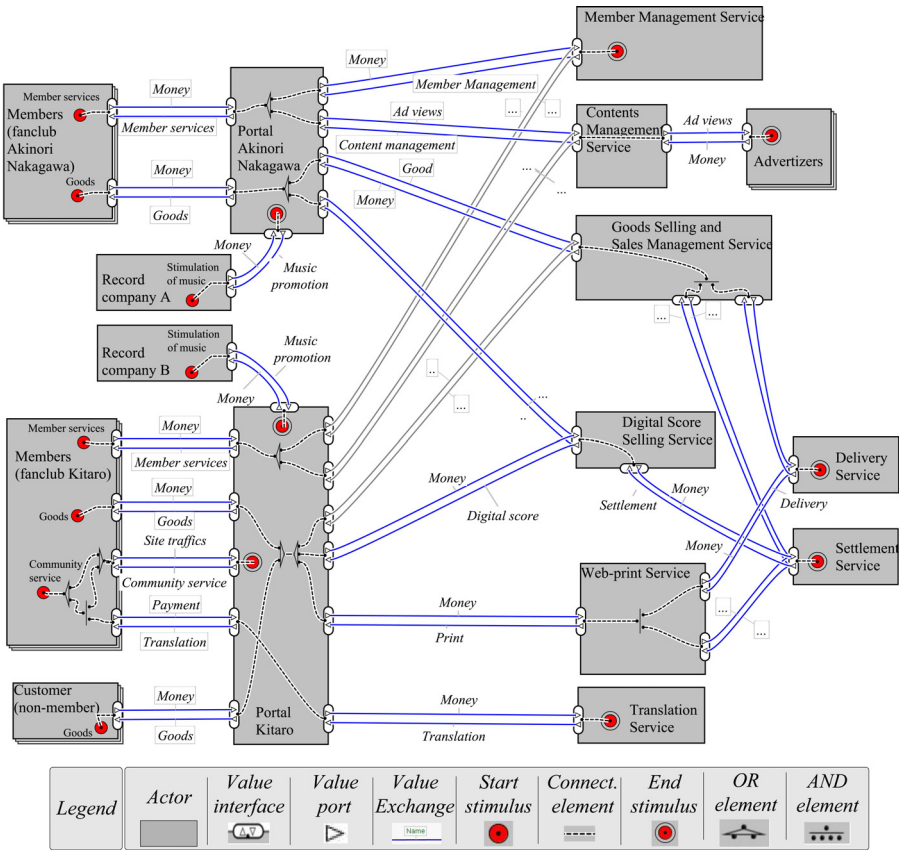 Member Management Service
Money
Member Management
Member services
Members
(fanclub
Akinori
Nakagawa)
Goods
Money
Member services
Money
Goods
Portal
Akinori
Nakagawa
Ad views
Content management
Good
Money
...
...
Contents
Management
Service
Ad views
Money
Advertizers
...
...
Goods Selling and
Sales Management Service
...
...
Money
Music
promotion
Stimulation
of music
Record
company A
Stimulation
of music
Record
company B
Music
promotion
Money
..
...
...
..
Member services
Members
(fanclub Kitaro)
Goods
Community
service
Money
Member services
Money
Goods
Site traffics
Community service
Payment
Translation
Customer
(non-member)
Goods
Money
Goods
Portal
Kitaro
Digital Score
Selling Service
Money
Digital score
Settlement
Money
Delivery
Service
Delivery
Money
Settlement
Service
Web-print Service
...
...
Money
Print
Money
Translation
Translation
Service
Legend
Actor
Value
interface
Value
port
Value
Exchange
Name
Start
stimulus
Connect.
element
End
stimulus
OR
element
AND
element